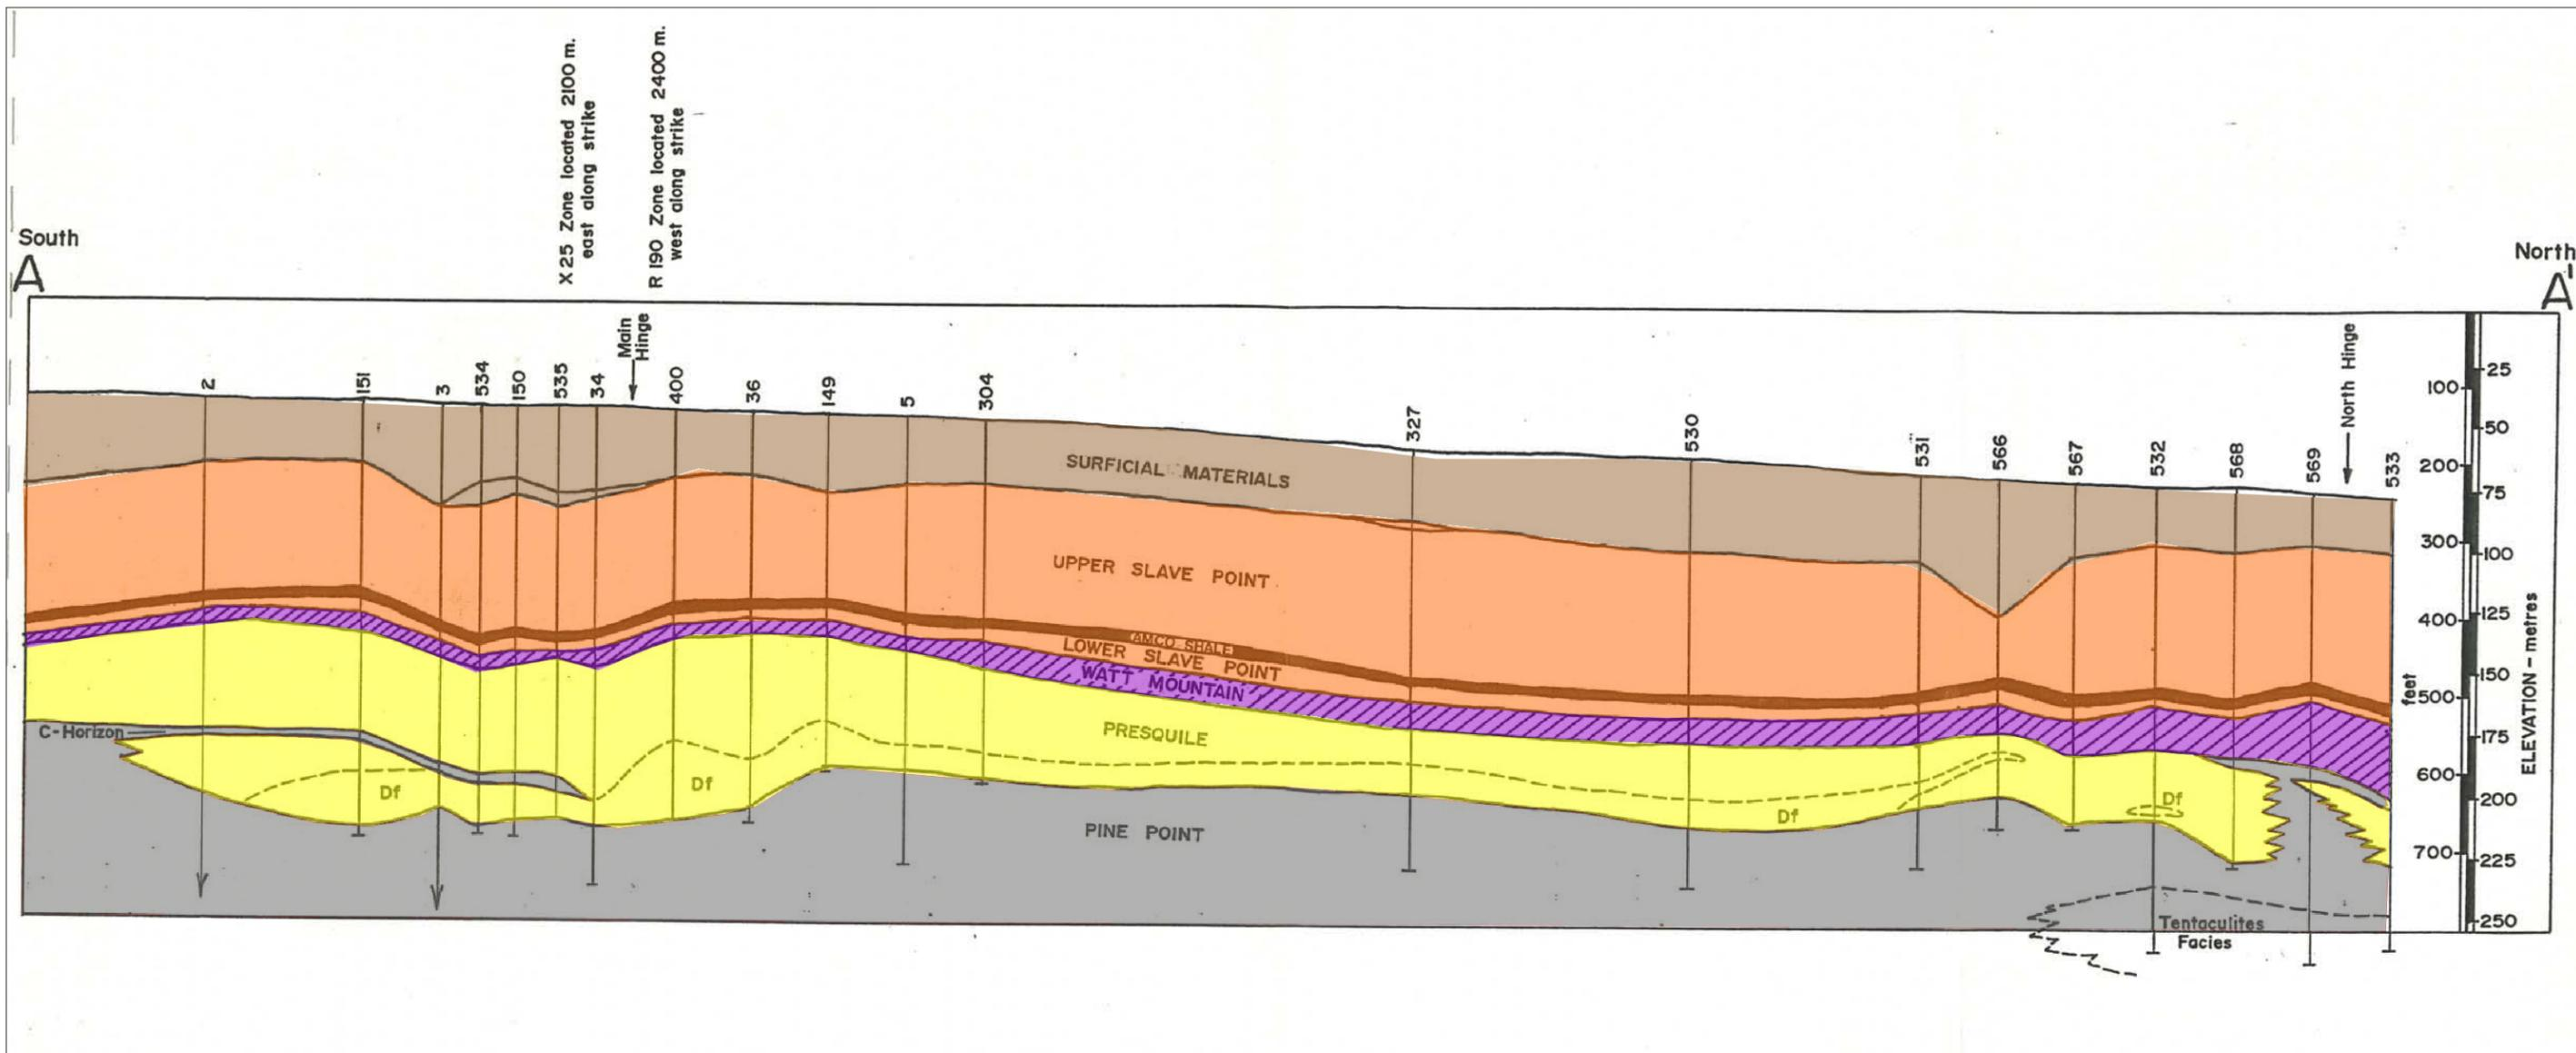 X25 Zone located 2100 m.
east along strike
R 190 Zone located 2400 m.
west along strike
South
A
North
A'
Main
Hinge
North Hinge
2
151
3
534
150
535
34
400
36
149
5
304
327
530
531
566
567
532
568
569
533
SURFICIAL MATERIALS
UPPER SLAVE POINT
AMCO SHALE
LOWER SLAVE POINT
WATT MOUNTAIN
PRESQUILE
C-Horizon
Df
Df
Df
Df
PINE POINT
Tentaculites
Facies
100
200
300
400
500
600
700
feet
25
50
75
100
125
150
175
200
225
250
ELEVATION - metres